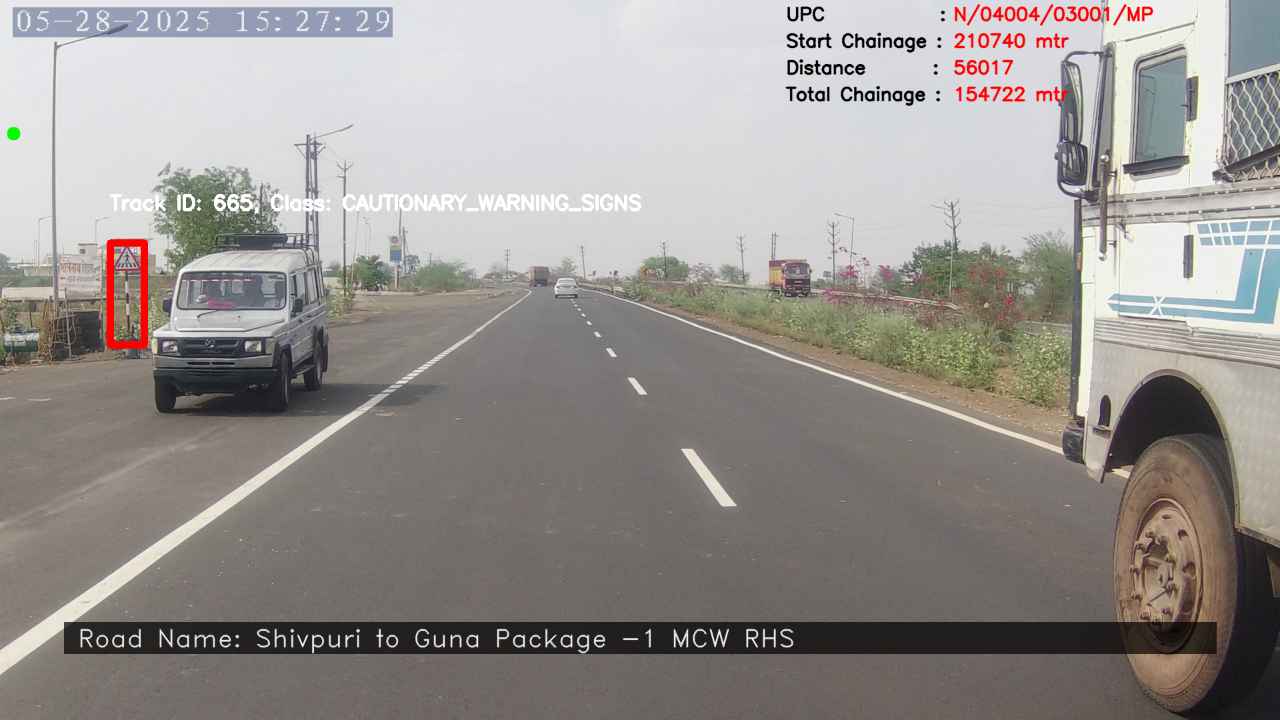 05-28-2025 15:27:29
UPC : N/04004/03001/MP
Start Chainage : 210740 mtr
Distance : 56017
Total Chainage : 154722 mtr
Track ID: 665, Class: CAUTIONARY_WARNING_SIGNS
Road Name: Shivpuri to Guna Package -1 MCW RHS